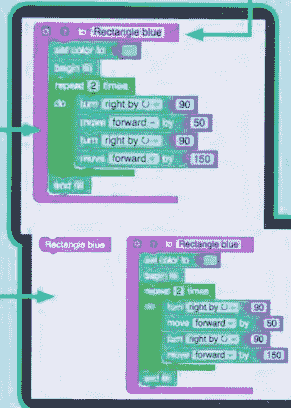 to Rectangle blue
set color to
begin fill
repeat 2 times
do turn right by 90
move forward by 50
turn right by 90
move forward by 150
end fill
Rectangle blue
to Rectangle blue
set color to
begin fill
repeat 2 times
do turn right by 90
move forward by 50
turn right by 90
move forward by 150
end fill